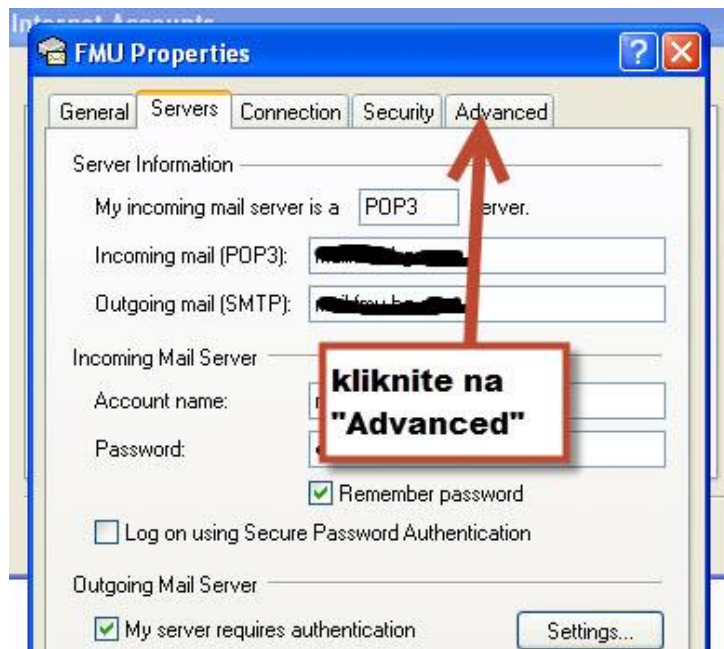 Internet Accounts
FMU Properties
General Servers Connection Security Advanced
Server Information
My incoming mail server is a POP3 server.
Incoming mail (POP3):
Outgoing mail (SMTP):
Incoming Mail Server
kliknite na
"Advanced"
Account name:
Password:
Remember password
Log on using Secure Password Authentication
Outgoing Mail Server
My server requires authentication Settings...